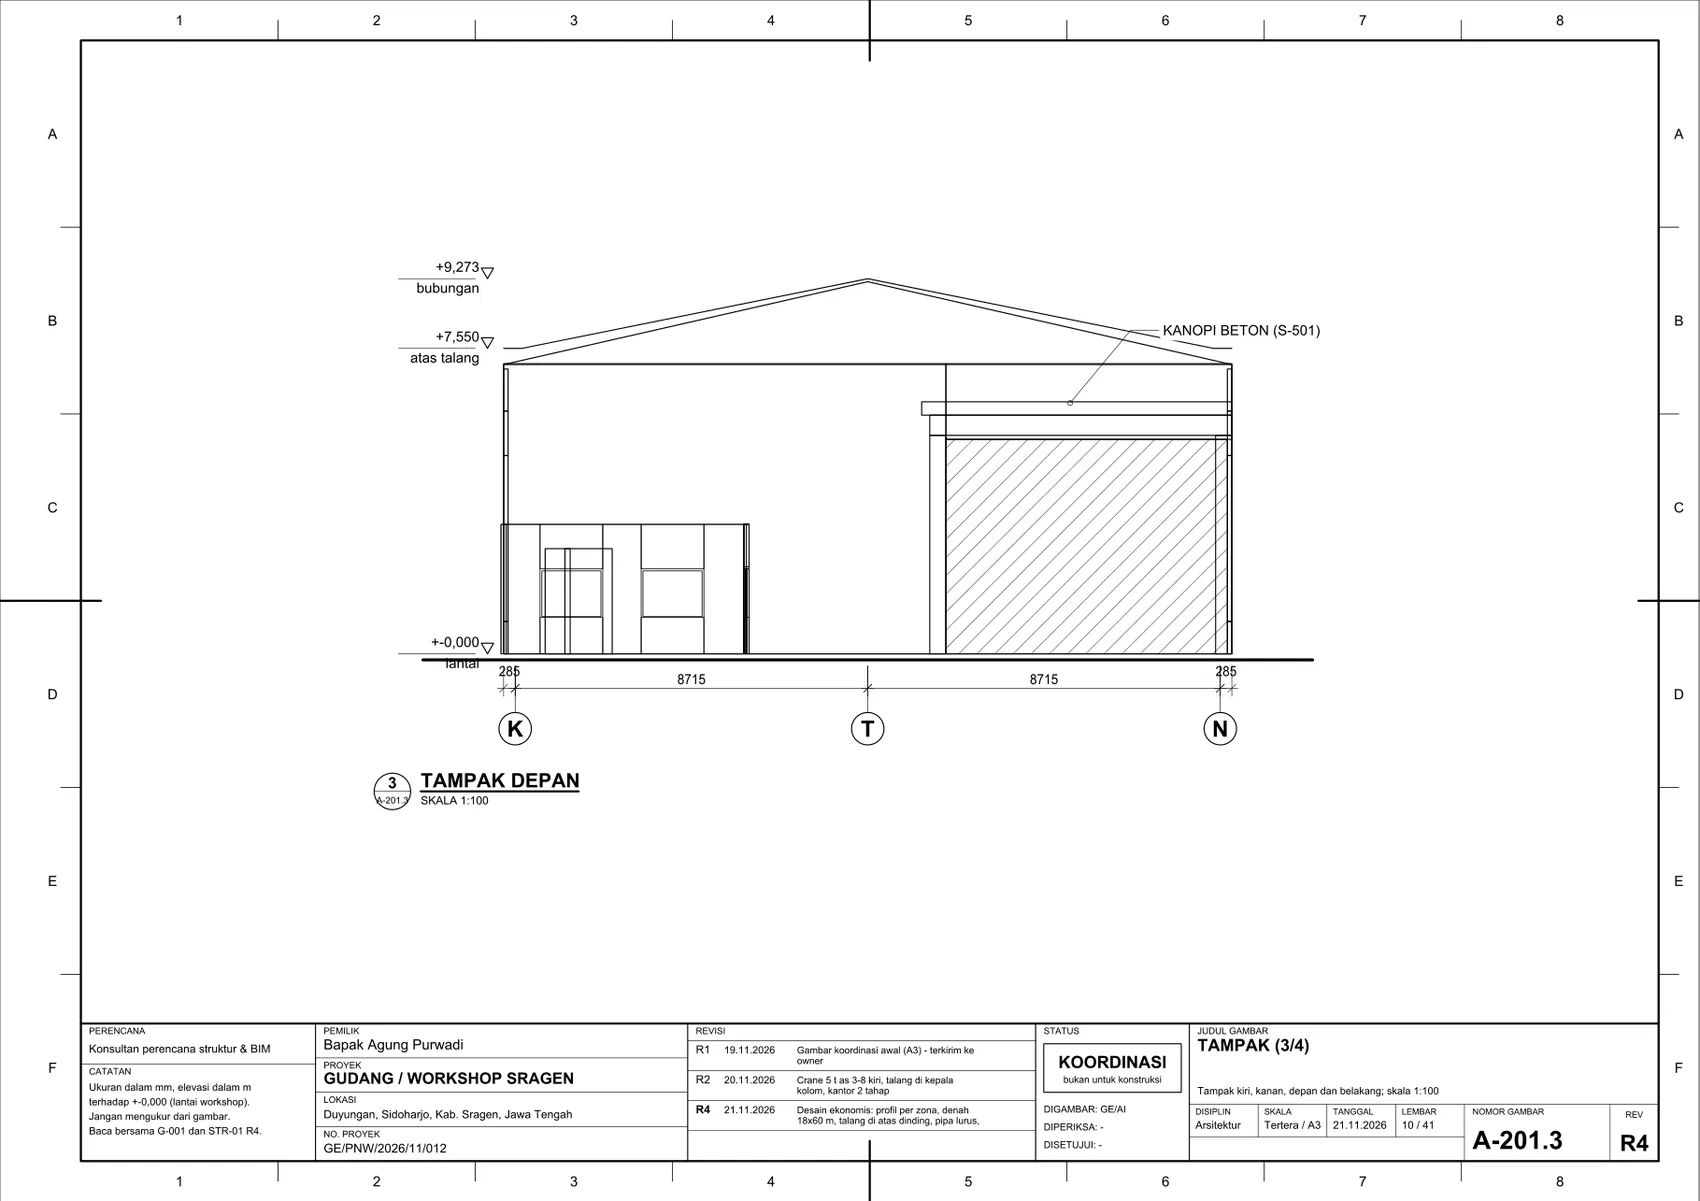 1 2 3 4 5 6 7 8
A A
B B
C C
D D
E E
F F
+9,273
bubungan
+7,550
atas talang
KANOPI BETON (S-501)
+-0,000
lantai
285 8715 8715 285
K T N
3
A-201.3
TAMPAK DEPAN
SKALA 1:100
PERENCANA
Konsultan perencana struktur & BIM
CATATAN
Ukuran dalam mm, elevasi dalam m
terhadap +-0,000 (lantai workshop).
Jangan mengukur dari gambar.
Baca bersama G-001 dan STR-01 R4.
PEMILIK
Bapak Agung Purwadi
PROYEK
GUDANG / WORKSHOP SRAGEN
LOKASI
Duyungan, Sidoharjo, Kab. Sragen, Jawa Tengah
NO. PROYEK
GE/PNW/2026/11/012
REVISI
R1 19.11.2026 Gambar koordinasi awal (A3) - terkirim ke
owner
R2 20.11.2026 Crane 5 t as 3-8 kiri, talang di kepala
kolom, kantor 2 tahap
R4 21.11.2026 Desain ekonomis: profil per zona, denah
18x60 m, talang di atas dinding, pipa lurus,
STATUS
KOORDINASI
bukan untuk konstruksi
DIGAMBAR: GE/AI
DIPERIKSA: -
DISETUJUI: -
JUDUL GAMBAR
TAMPAK (3/4)
Tampak kiri, kanan, depan dan belakang; skala 1:100
DISIPLIN SKALA TANGGAL LEMBAR NOMOR GAMBAR REV
Arsitektur Tertera / A3 21.11.2026 10 / 41 A-201.3 R4
1 2 3 4 5 6 7 8